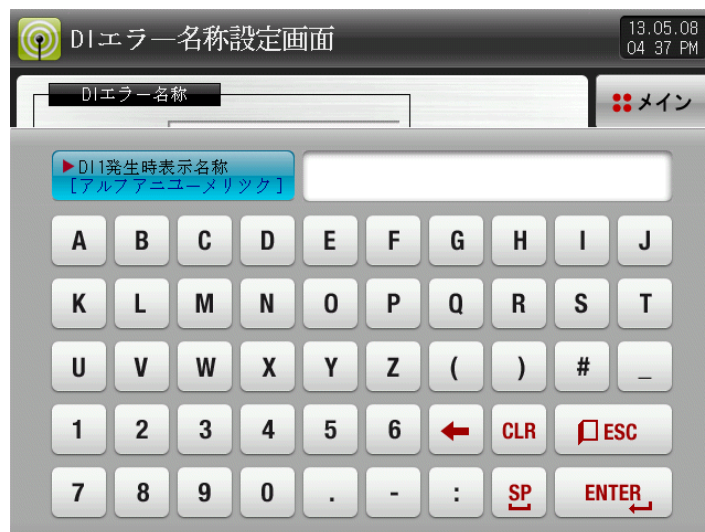 DIエラー名称設定画面
13.05.08
04 37 PM
DIエラー名称
メイン
▶DI1発生時表示名称
[アルファニューメリック]
A B C D E F G H I J
K L M N O P Q R S T
U V W X Y Z ( ) # _
1 2 3 4 5 6 ← CLR ESC
7 8 9 0 . - : SP ENTER